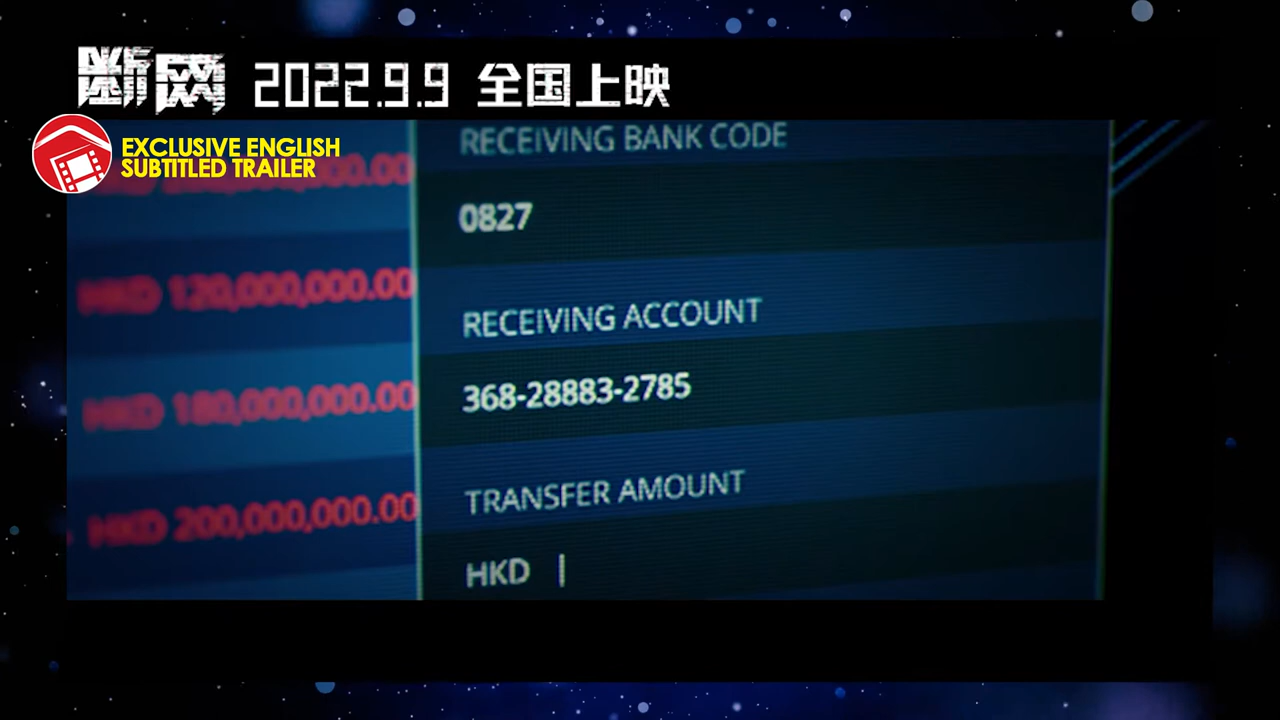 断网 2022.9.9 全国上映
EXCLUSIVE ENGLISH
SUBTITLED TRAILER
RECEIVING BANK CODE
0827
HKD 120,000,000.00
RECEIVING ACCOUNT
HKD 180,000,000.00
368-28883-2785
TRANSFER AMOUNT
HKD 200,000,000.00
HKD